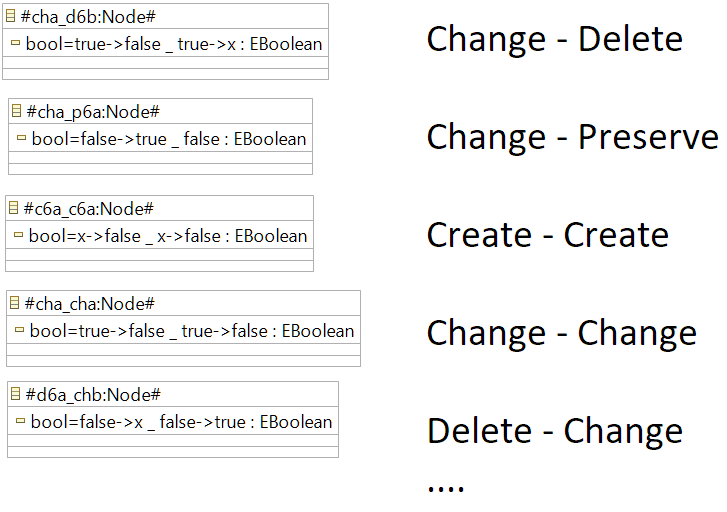 #cha_d6b:Node#
bool=true->false _ true->x : EBoolean
Change - Delete
#cha_p6a:Node#
bool=false->true _ false : EBoolean
Change - Preserve
#c6a_c6a:Node#
bool=x->false _ x->false : EBoolean
Create - Create
#cha_cha:Node#
bool=true->false _ true->false : EBoolean
Change - Change
#d6a_chb:Node#
bool=false->x _ false->true : EBoolean
Delete - Change
....